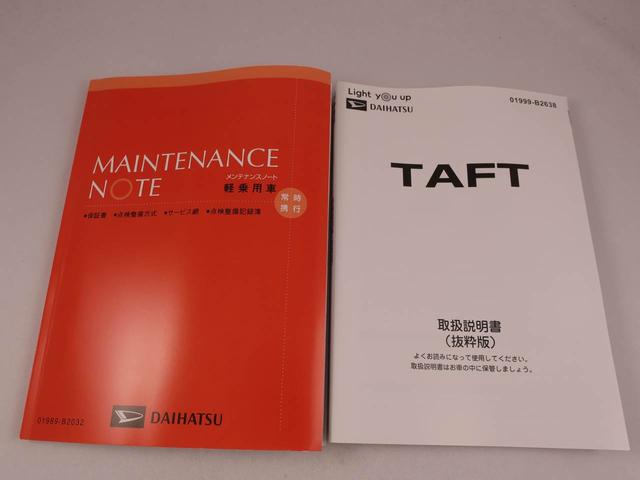 MAINTENANCE
NOTE
メンテナンスノート
軽乗用車
常時
携行
●保証書 ●点検整備方式 ●サービス網 ●点検整備記録簿
01989-B2032
DAIHATSU
Light you up
DAIHATSU
01999-B2638
TAFT
取扱説明書
（抜粋版）
よくお読みになって使用してください。
取扱説明書はお車の中に保管しましょう。